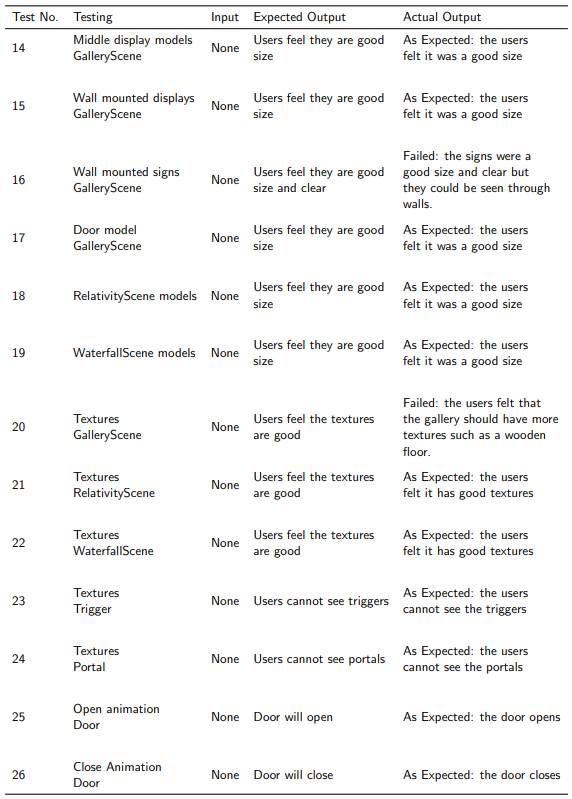 Test No. Testing Input Expected Output Actual Output
14 Middle display models GalleryScene None Users feel they are good size As Expected: the users felt it was a good size
15 Wall mounted displays GalleryScene None Users feel they are good size As Expected: the users felt it was a good size
16 Wall mounted signs GalleryScene None Users feel they are good size and clear Failed: the signs were a good size and clear but they could be seen through walls.
17 Door model GalleryScene None Users feel they are good size As Expected: the users felt it was a good size
18 RelativityScene models None Users feel they are good size As Expected: the users felt it was a good size
19 WaterfallScene models None Users feel they are good size As Expected: the users felt it was a good size
20 Textures GalleryScene None Users feel the textures are good Failed: the users felt that the gallery should have more textures such as a wooden floor.
21 Textures RelativityScene None Users feel the textures are good As Expected: the users felt it has good textures
22 Textures WaterfallScene None Users feel the textures are good As Expected: the users felt it has good textures
23 Textures Trigger None Users cannot see triggers As Expected: the users cannot see the triggers
24 Textures Portal None Users cannot see portals As Expected: the users cannot see the portals
25 Open animation Door None Door will open As Expected: the door opens
26 Close Animation Door None Door will close As Expected: the door closes